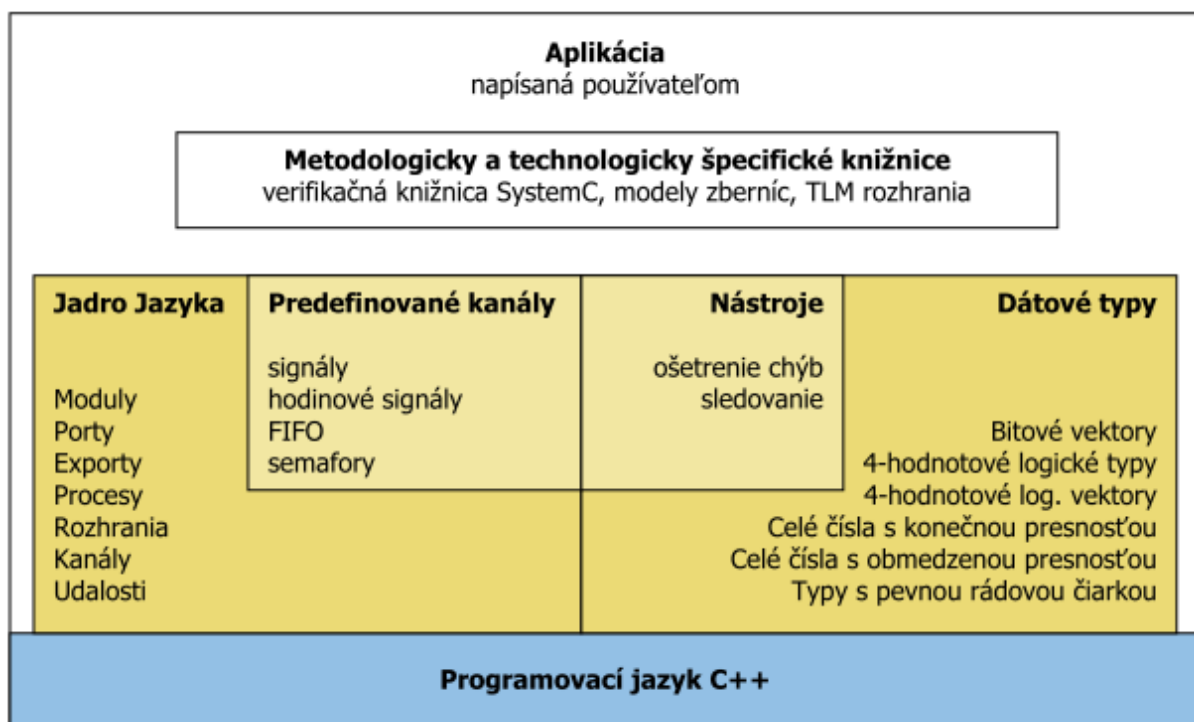 Aplikácia
napísaná používateľom
Metodologicky a technologicky špecifické knižnice
verifikačná knižnica SystemC, modely zberníc, TLM rozhrania
Jadro Jazyka
Moduly
Porty
Exporty
Procesy
Rozhrania
Kanály
Udalosti
Predefinované kanály
signály
hodinové signály
FIFO
semafory
Nástroje
ošetrenie chýb
sledovanie
Dátové typy
Bitové vektory
4-hodnotové logické typy
4-hodnotové log. vektory
Celé čísla s konečnou presnosťou
Celé čísla s obmedzenou presnosťou
Typy s pevnou rádovou čiarkou
Programovací jazyk C++